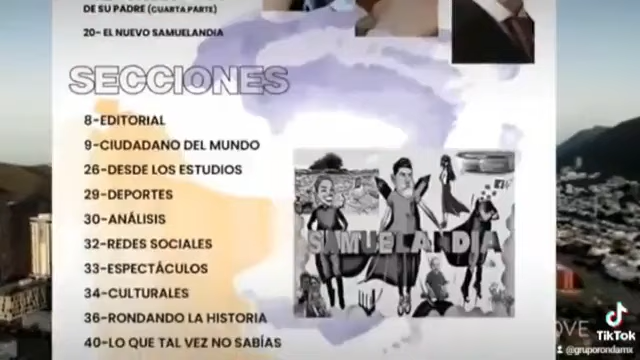 DE SU PADRE (CUARTA PARTE)
20- EL NUEVO SAMUELANDIA
SECCIONES
8-EDITORIAL
9-CIUDADANO DEL MUNDO
26-DESDE LOS ESTUDIOS
29-DEPORTES
30-ANÁLISIS
32-REDES SOCIALES
33-ESPECTÁCULOS
34-CULTURALES
36-RONDANDO LA HISTORIA
40-LO QUE TAL VEZ NO SABÍAS
SAMUELANDIA
TikTok
@gruporondamx